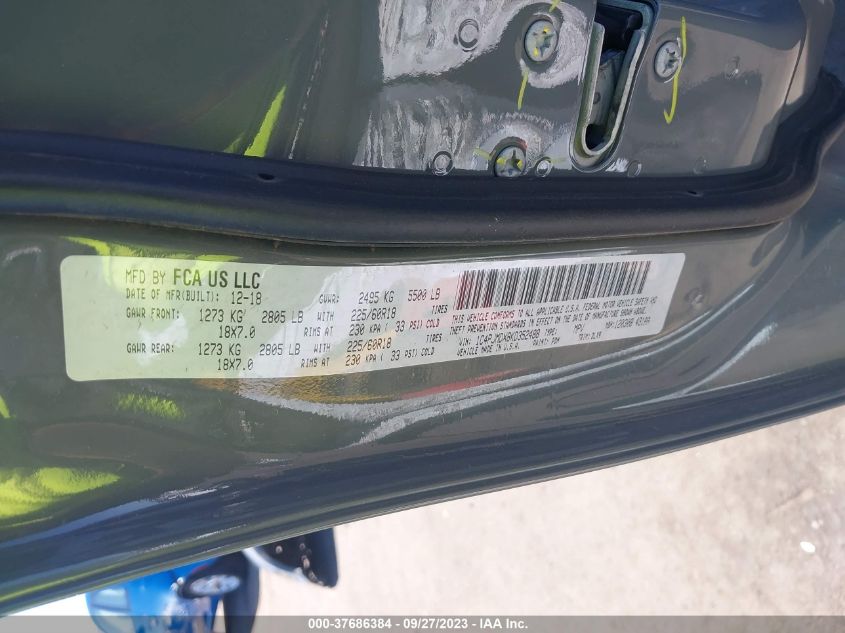 MFD BY FCA US LLC
DATE OF MFR(BUILT): 12-18 GVWR: 2495 KG 5500 LB
GAWR FRONT: 1273 KG 2805 LB WITH 225/60R18 TIRES
18X7.0 RIMS AT 230 KPA ( 33 PSI) COLD
GAWR REAR: 1273 KG 2805 LB WITH 225/60R18 TIRES
18X7.0 RIMS AT 230 KPA ( 33 PSI) COLD
THIS VEHICLE CONFORMS TO ALL APPLICABLE U.S.A. FEDERAL MOTOR VEHICLE SAFETY AND
THEFT PREVENTION STANDARDS IN EFFECT ON THE DATE OF MANUFACTURE SHOWN ABOVE.
MADE IN U.S.A.
VIN: TYPE: MPV
PAINT: PDN
000-37686384 / 09/27/2023 / IAA Inc.